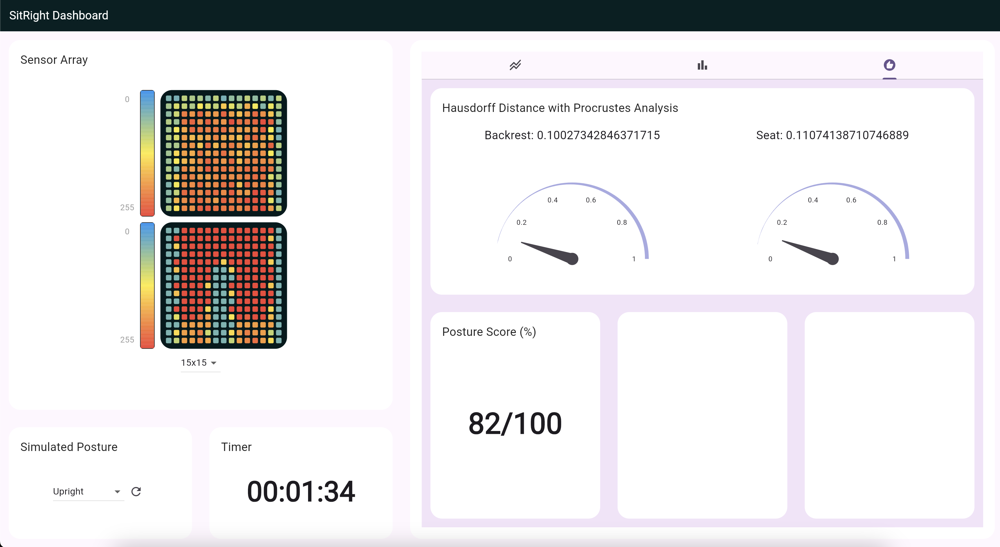 SitRight Dashboard
Sensor Array
0
255
0
255
15x15
Simulated Posture
Upright
Timer
00:01:34
Hausdorff Distance with Procrustes Analysis
Backrest: 0.10027342846371715
0
0.2
0.4
0.6
0.8
1
Seat: 0.11074138710746889
0
0.2
0.4
0.6
0.8
1
Posture Score (%)
82/100